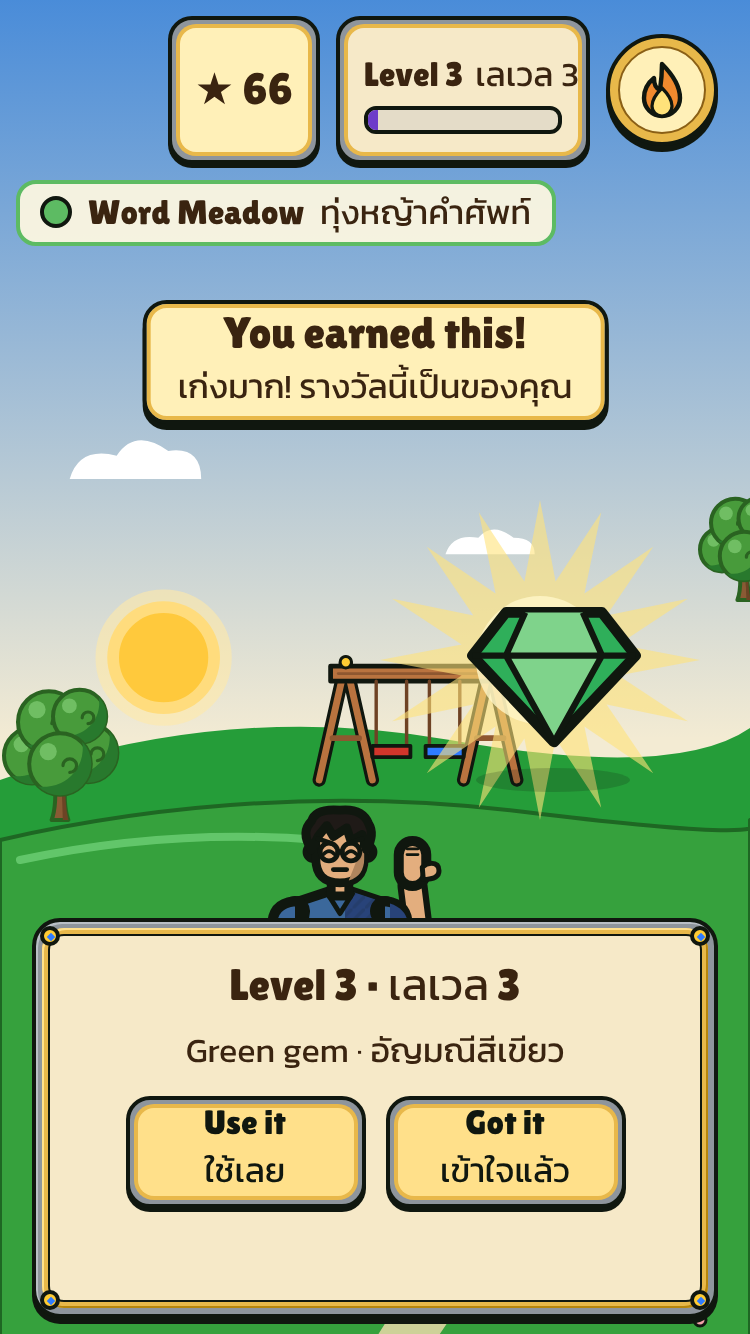 ★ 66
Level 3 เลเวล 3
Word Meadow ทุ่งหญ้าคำศัพท์
You earned this!
เก่งมาก! รางวัลนี้เป็นของคุณ
Level 3 · เลเวล 3
Green gem · อัญมณีสีเขียว
Use it
ใช้เลย
Got it
เข้าใจแล้ว